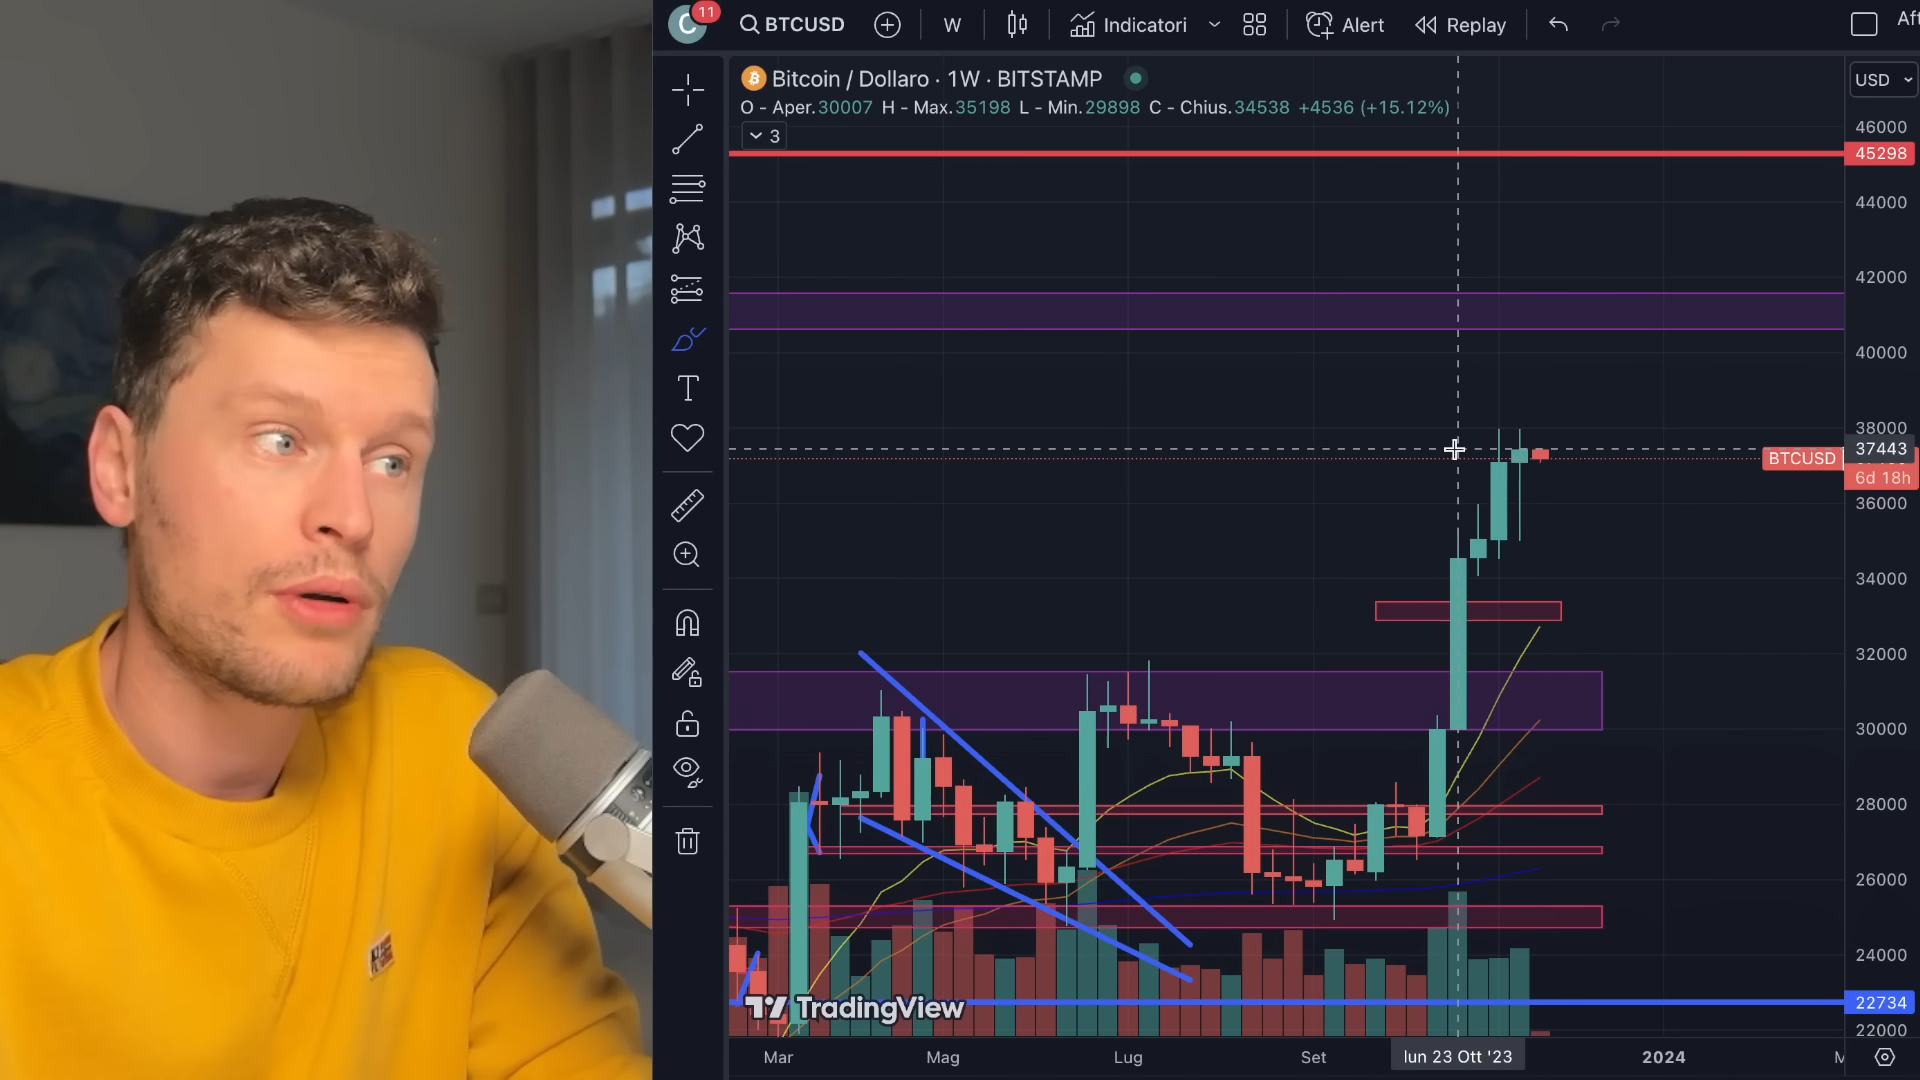 C 11 BTCUSD W Indicatori Alert Replay
Bitcoin / Dollaro · 1W · BITSTAMP
USD
O - Aper.30007 H - Max.35198 L - Min.29898 C - Chius.34538 +4536 (+15.12%)
3
46000
45298
44000
42000
40000
38000
37443
BTCUSD
6d 18h
36000
34000
32000
30000
28000
26000
24000
22734
22000
TradingView
Mar Mag Lug Set lun 23 Ott '23 2024